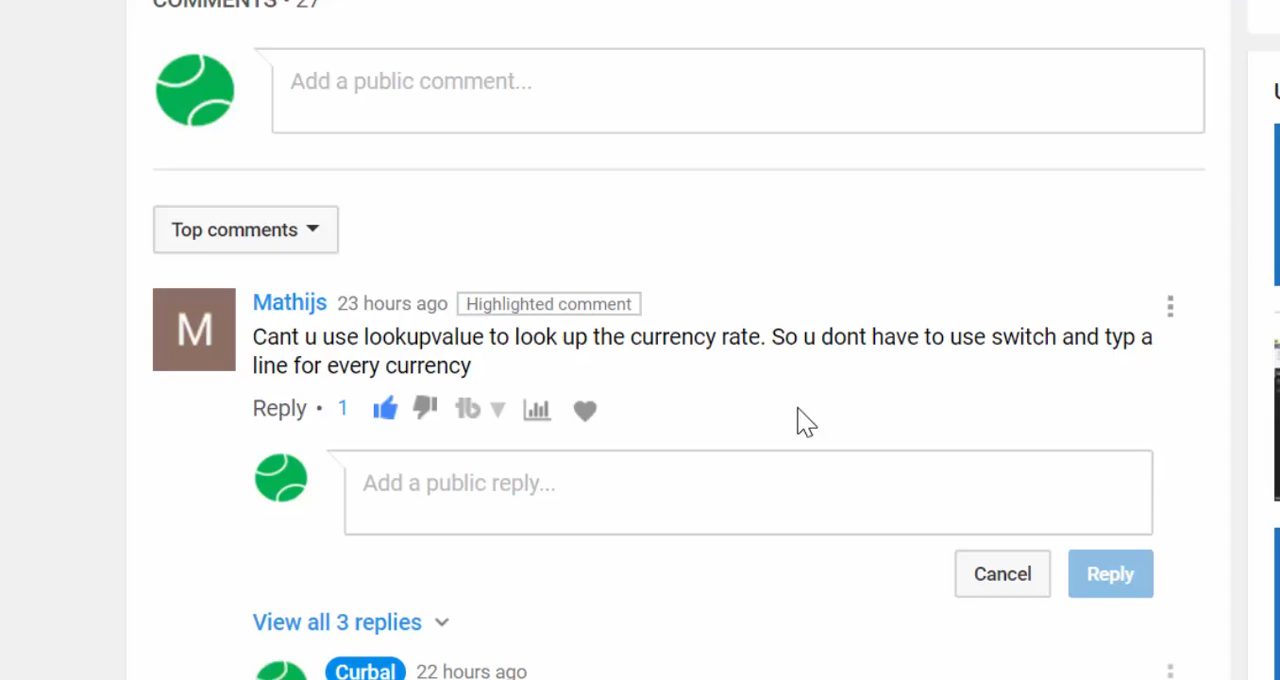 COMMENTS • 27
Add a public comment...
Top comments
M
Mathijs 23 hours ago Highlighted comment
Cant u use lookupvalue to look up the currency rate. So u dont have to use switch and typ a
line for every currency
Reply • 1
Add a public reply...
Cancel Reply
View all 3 replies
Curbal 22 hours ago